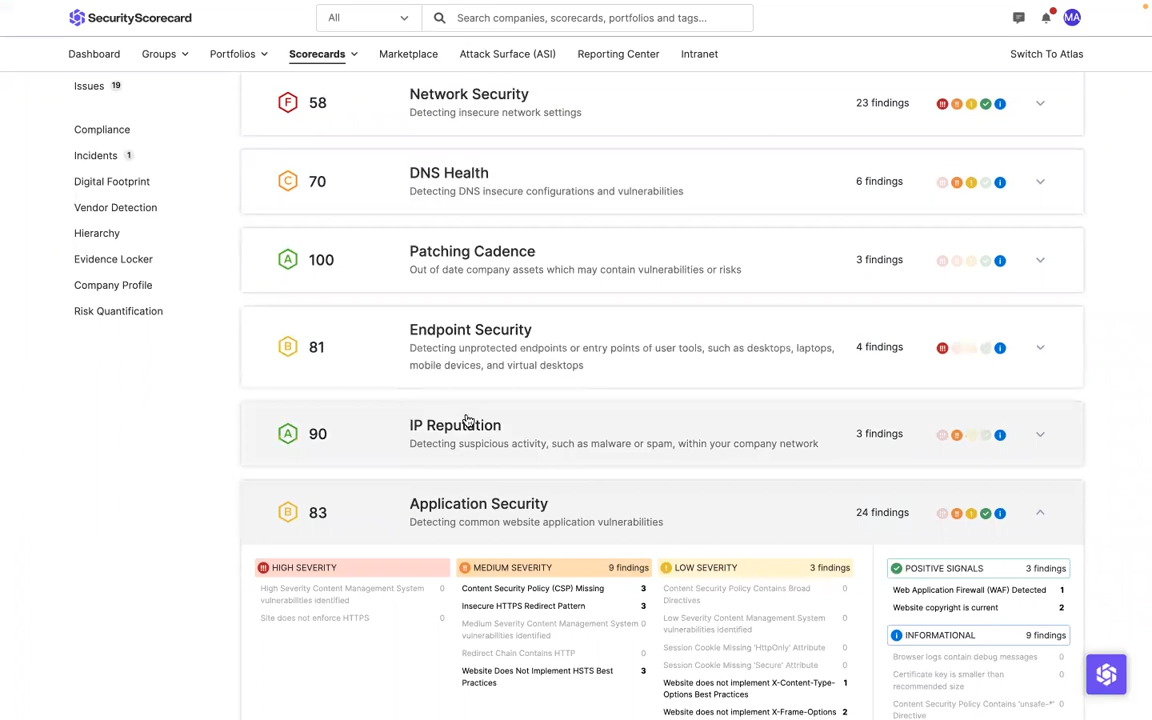 SecurityScorecard
All
Search companies, scorecards, portfolios and tags...
MA
Dashboard
Groups
Portfolios
Scorecards
Marketplace
Attack Surface (ASI)
Reporting Center
Intranet
Switch To Atlas
Issues 19
Compliance
Incidents 1
Digital Footprint
Vendor Detection
Hierarchy
Evidence Locker
Company Profile
Risk Quantification
F 58
Network Security
Detecting insecure network settings
23 findings
C 70
DNS Health
Detecting DNS insecure configurations and vulnerabilities
6 findings
A 100
Patching Cadence
Out of date company assets which may contain vulnerabilities or risks
3 findings
B 81
Endpoint Security
Detecting unprotected endpoints or entry points of user tools, such as desktops, laptops,
mobile devices, and virtual desktops
4 findings
A 90
IP Reputation
Detecting suspicious activity, such as malware or spam, within your company network
3 findings
B 83
Application Security
Detecting common website application vulnerabilities
24 findings
HIGH SEVERITY
High Severity Content Management System 0
vulnerabilities identified
Site does not enforce HTTPS 0
MEDIUM SEVERITY 9 findings
Content Security Policy (CSP) Missing 3
Insecure HTTPS Redirect Pattern 3
Medium Severity Content Management System 0
vulnerabilities identified
Redirect Chain Contains HTTP 0
Website Does Not Implement HSTS Best 3
Practices
LOW SEVERITY 3 findings
Content Security Policy Contains Broad 0
Directives
Low Severity Content Management System 0
vulnerabilities identified
Session Cookie Missing 'HttpOnly' Attribute 0
Session Cookie Missing 'Secure' Attribute 0
Website does not implement X-Content-Type- 1
Options Best Practices
Website does not implement X-Frame-Options 2
POSITIVE SIGNALS 3 findings
Web Application Firewall (WAF) Detected 1
Website copyright is current 2
INFORMATIONAL 9 findings
Browser logs contain debug messages 0
Certificate key is smaller than 0
recommended size
Content Security Policy Contains 'unsafe-*' 0
Directive